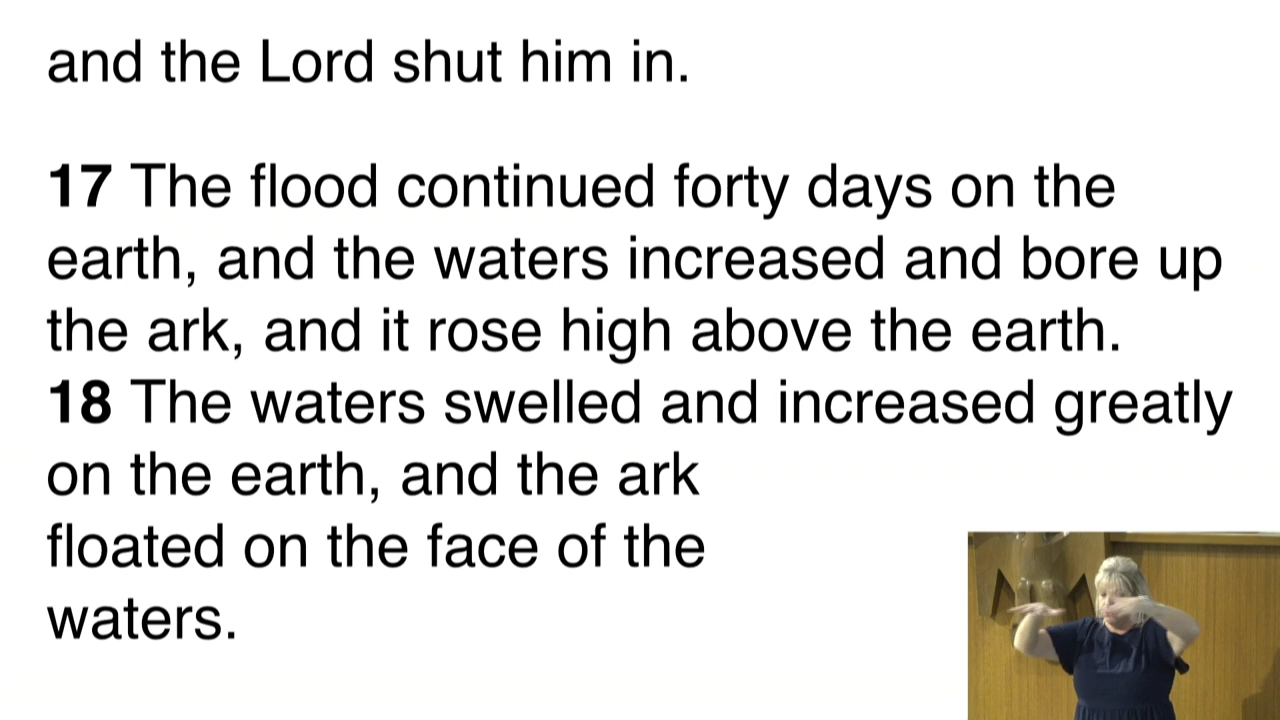 and the Lord shut him in.
17 The flood continued forty days on the
earth, and the waters increased and bore up
the ark, and it rose high above the earth.
18 The waters swelled and increased greatly
on the earth, and the ark
floated on the face of the
waters.